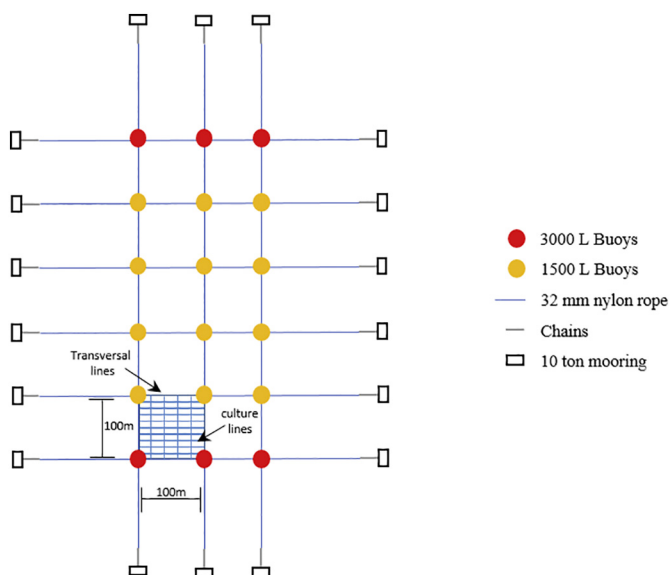 3000 L Buoys
1500 L Buoys
32 mm nylon rope
Chains
10 ton mooring
Transversal
lines
culture
lines
100m
100m